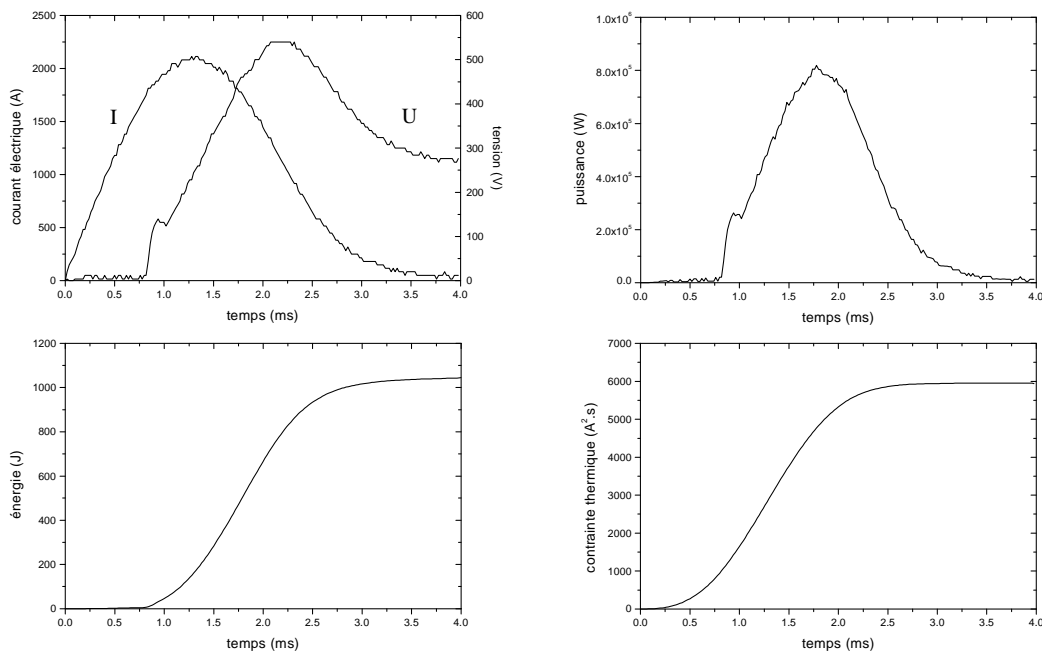 2500
2000
1500
1000
500
0
courant électrique (A)
I
U
600
500
400
300
200
100
0
tension (V)
0.0 0.5 1.0 1.5 2.0 2.5 3.0 3.5 4.0
temps (ms)
1.0x10⁶
8.0x10⁵
6.0x10⁵
4.0x10⁵
2.0x10⁵
0.0
puissance (W)
0.0 0.5 1.0 1.5 2.0 2.5 3.0 3.5 4.0
temps (ms)
1200
1000
800
600
400
200
0
énergie (J)
0.0 0.5 1.0 1.5 2.0 2.5 3.0 3.5 4.0
temps (ms)
7000
6000
5000
4000
3000
2000
1000
0
contrainte thermique (A².s)
0.0 0.5 1.0 1.5 2.0 2.5 3.0 3.5 4.0
temps (ms)